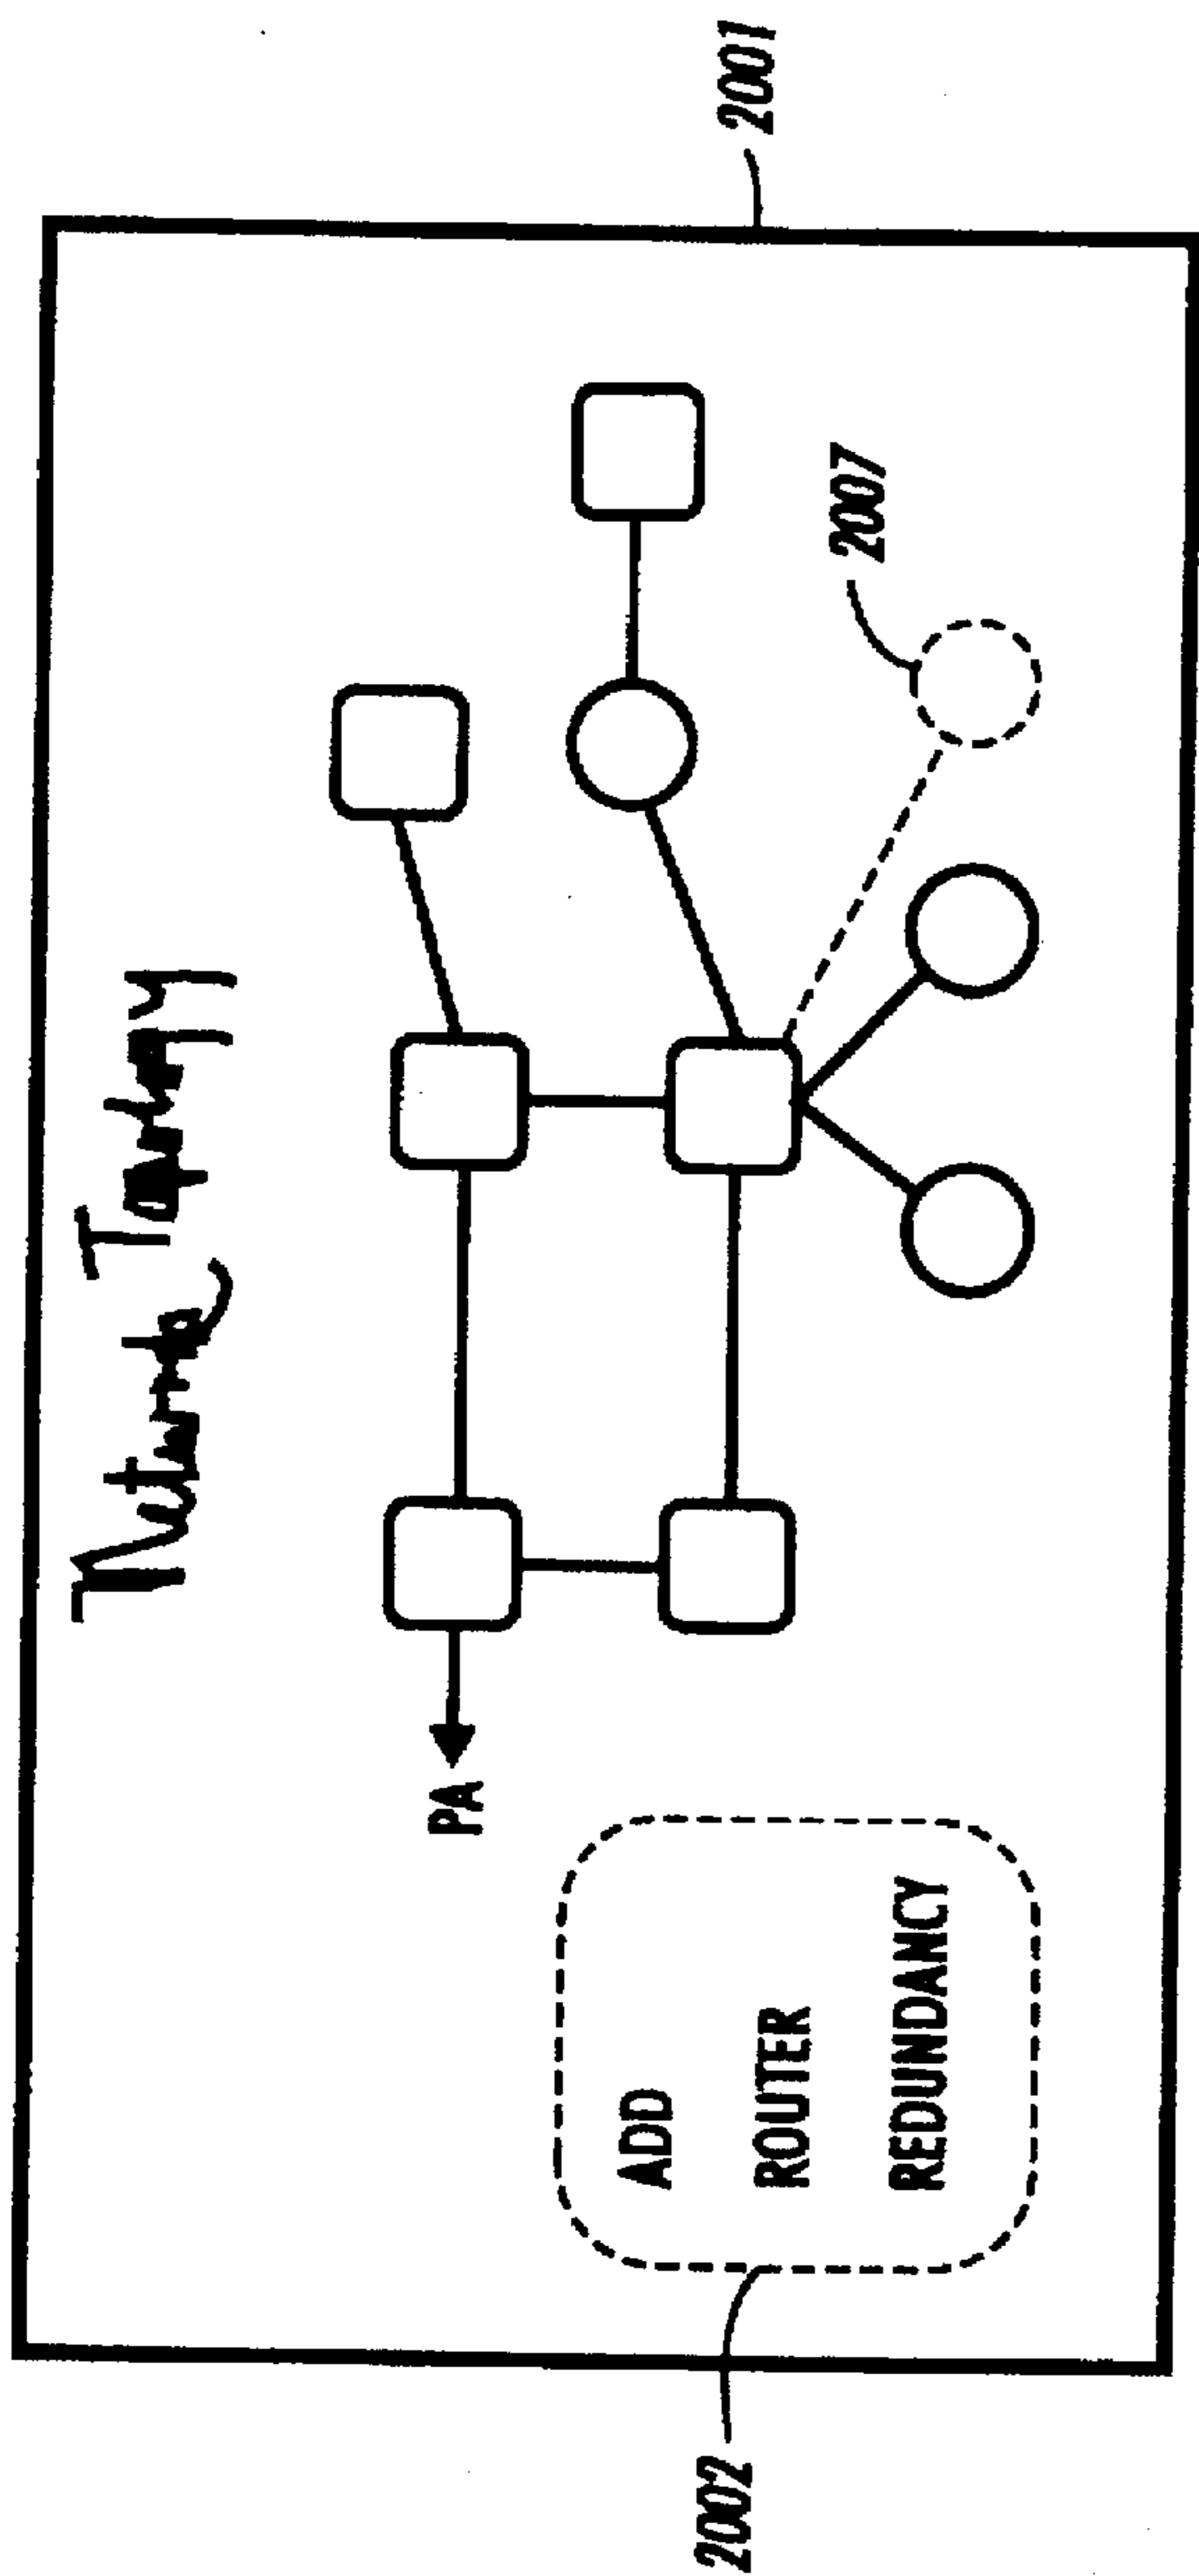 Network Topology
2001
2007
PA
ADD
ROUTER
REDUNDANCY
2002